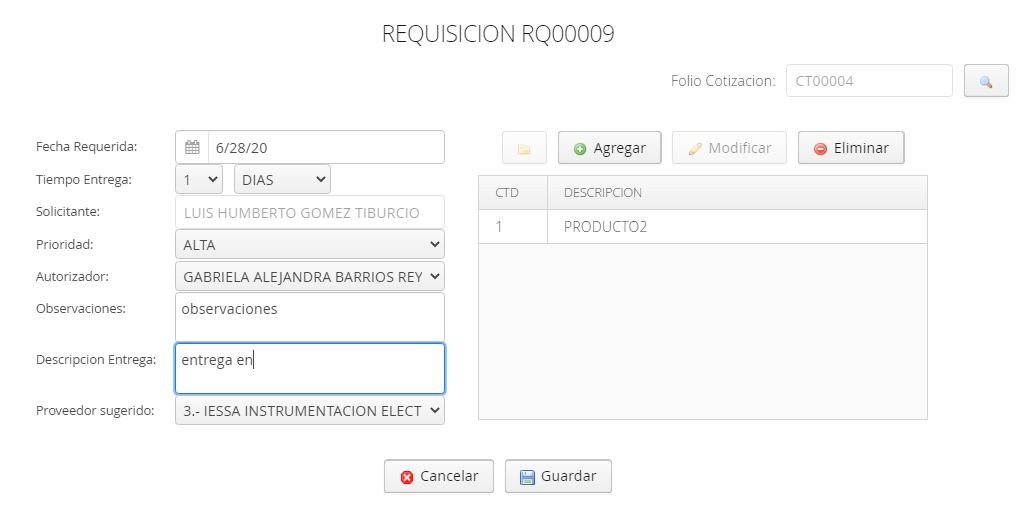 REQUISICION RQ00009
Folio Cotizacion: CT00004
Fecha Requerida: 6/28/20
Tiempo Entrega: 1 DIAS
Solicitante: LUIS HUMBERTO GOMEZ TIBURCIO
Prioridad: ALTA
Autorizador: GABRIELA ALEJANDRA BARRIOS REY
Observaciones: observaciones
Descripcion Entrega: entrega en
Proveedor sugerido: 3.- IESSA INSTRUMENTACION ELECT
Agregar Modificar Eliminar
CTD DESCRIPCION
1 PRODUCTO2
Cancelar Guardar